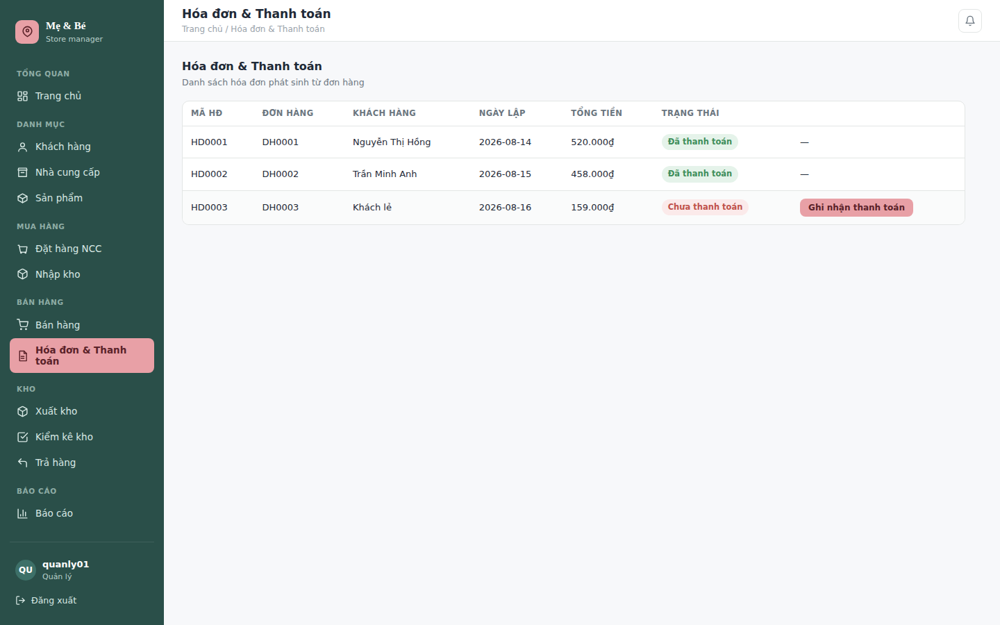 Mẹ & Bé
Store manager
TỔNG QUAN
Trang chủ
DANH MỤC
Khách hàng
Nhà cung cấp
Sản phẩm
MUA HÀNG
Đặt hàng NCC
Nhập kho
BÁN HÀNG
Bán hàng
Hóa đơn & Thanh
toán
KHO
Xuất kho
Kiểm kê kho
Trả hàng
BÁO CÁO
Báo cáo
QU
quanly01
Quản lý
Đăng xuất
Hóa đơn & Thanh toán
Trang chủ / Hóa đơn & Thanh toán
Hóa đơn & Thanh toán
Danh sách hóa đơn phát sinh từ đơn hàng
MÃ HĐ ĐƠN HÀNG KHÁCH HÀNG NGÀY LẬP TỔNG TIỀN TRẠNG THÁI
HD0001 DH0001 Nguyễn Thị Hồng 2026-08-14 520.000₫ Đã thanh toán —
HD0002 DH0002 Trần Minh Anh 2026-08-15 458.000₫ Đã thanh toán —
HD0003 DH0003 Khách lẻ 2026-08-16 159.000₫ Chưa thanh toán Ghi nhận thanh toán